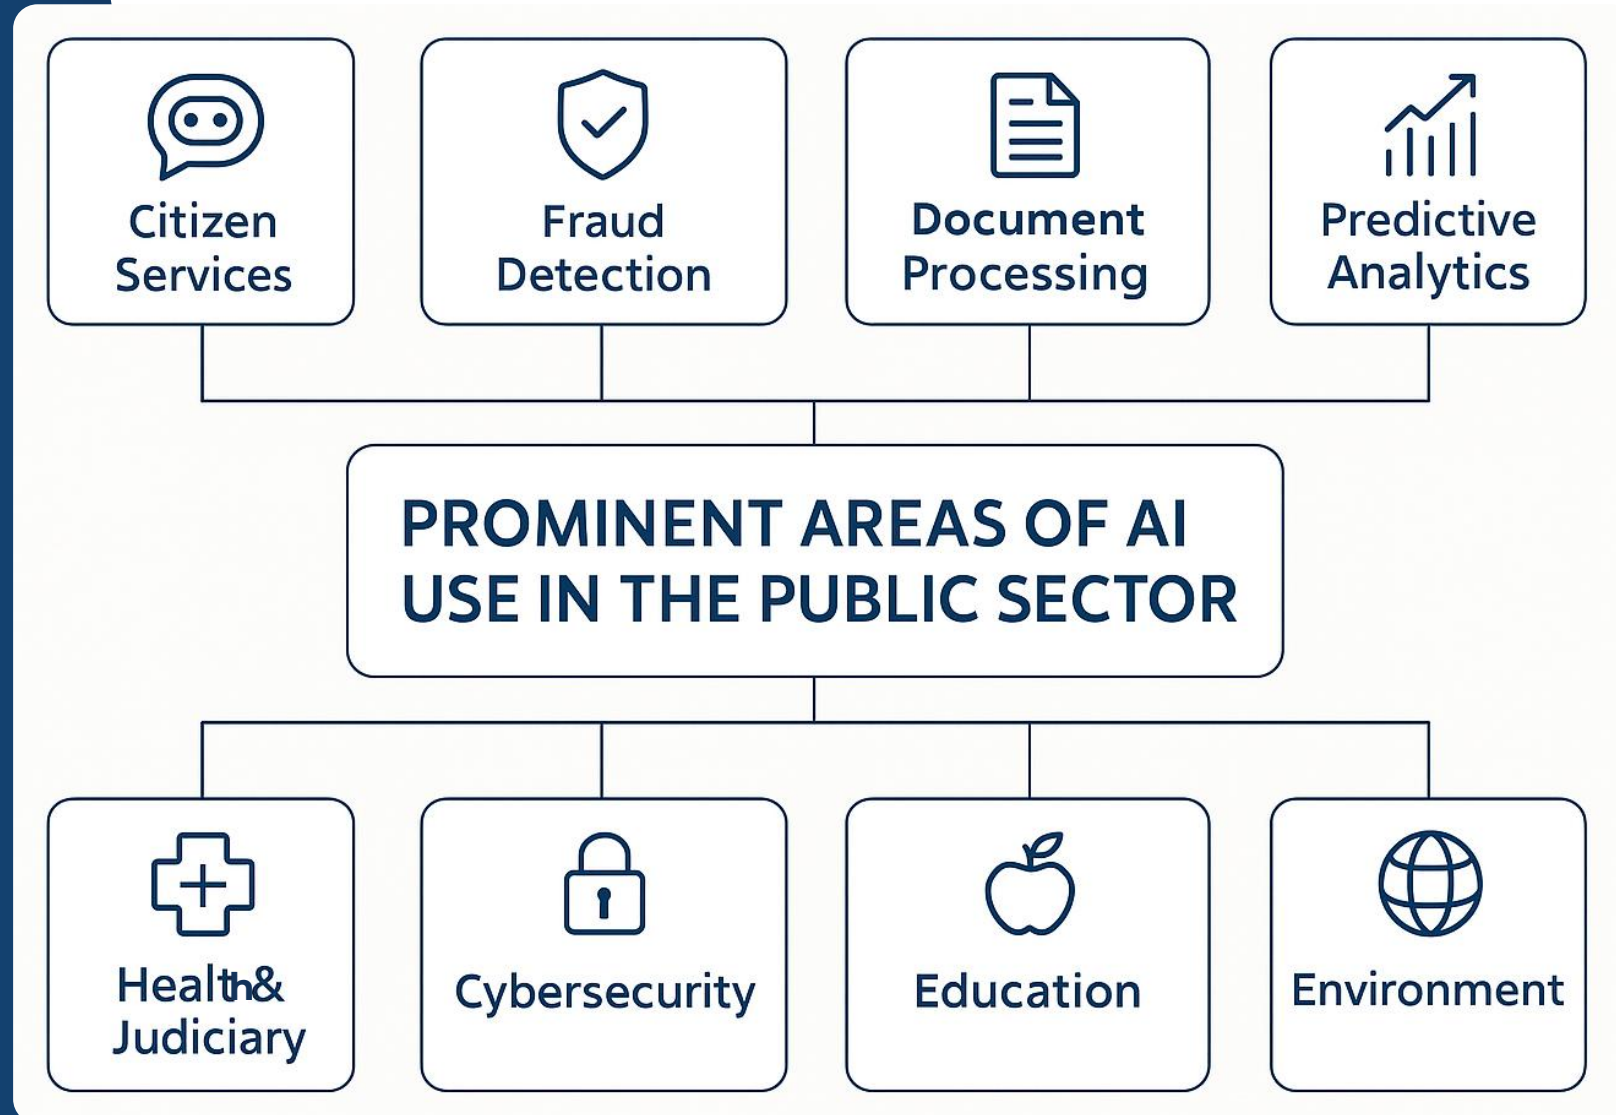 Citizen
Services
Fraud
Detection
Document
Processing
Predictive
Analytics
PROMINENT AREAS OF AI
USE IN THE PUBLIC SECTOR
Health&
Judiciary
Cybersecurity
Education
Environment